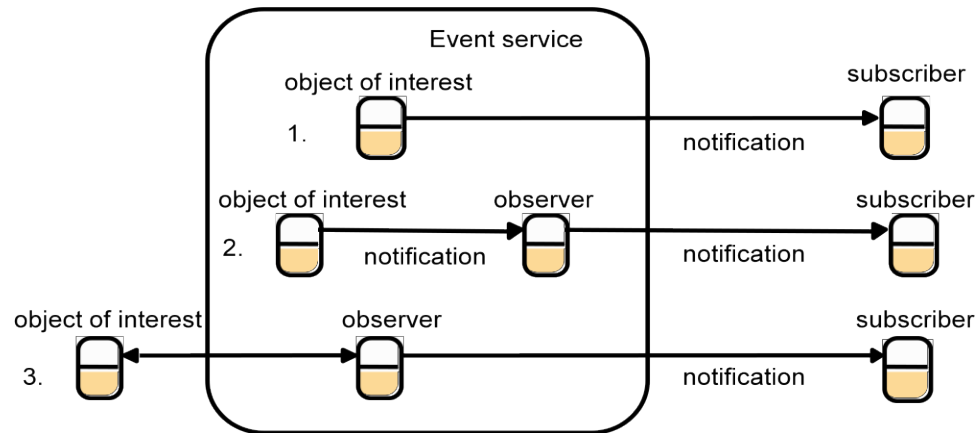 Event service
object of interest
subscriber
1.
notification
object of interest
observer
subscriber
2.
notification
notification
object of interest
observer
subscriber
3.
notification